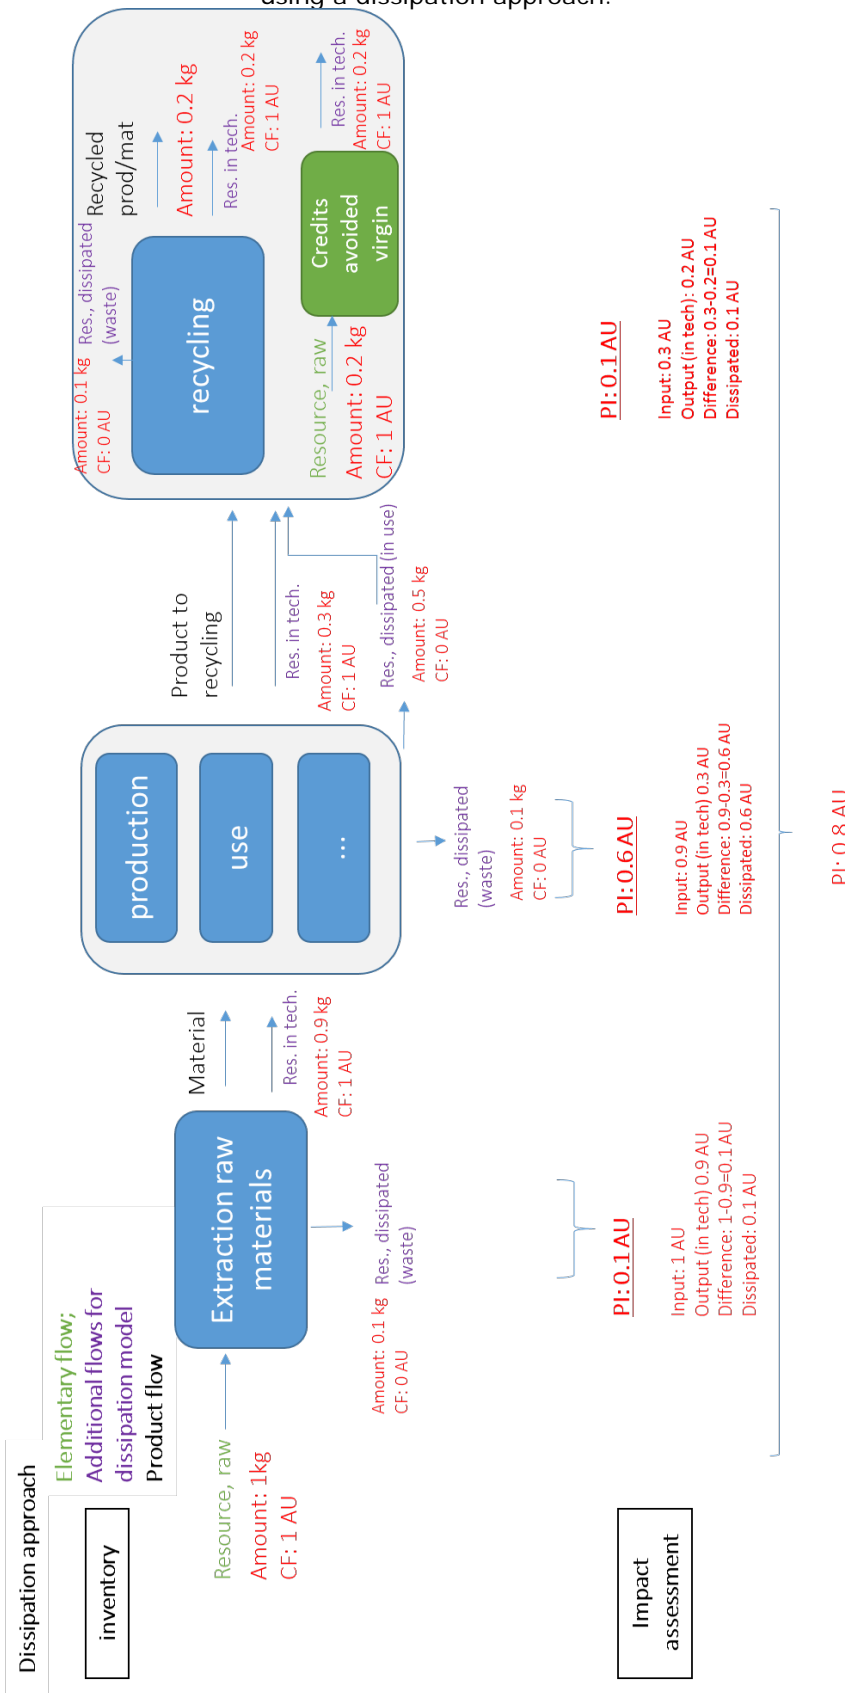 using a dissipation approach.
Dissipation approach
inventory
Elementary flow;
Additional flows for
dissipation model
Product flow
Resource, raw
Amount: 1kg
CF: 1 AU
Extraction raw
materials
Amount: 0.1 kg
CF: 0 AU
Res., dissipated
(waste)
Material
Res. in tech.
Amount: 0.9 kg
CF: 1 AU
production
use
...
Res., dissipated
(waste)
Amount: 0.1 kg
CF: 0 AU
Product to
recycling
Res. in tech.
Amount: 0.3 kg
CF: 1 AU
Res., dissipated (in use)
Amount: 0.5 kg
CF: 0 AU
Amount: 0.1 kg
CF: 0 AU
Res., dissipated
(waste)
recycling
Recycled
prod/mat
Amount: 0.2 kg
Res. in tech.
Amount: 0.2 kg
CF: 1 AU
Resource, raw
Amount: 0.2 kg
CF: 1 AU
Credits
avoided
virgin
Res. in tech.
Amount: 0.2 kg
CF: 1 AU
Impact
assessment
PI: 0.1 AU
Input: 1 AU
Output (in tech) 0.9 AU
Difference: 1-0.9=0.1 AU
Dissipated: 0.1 AU
PI: 0.6 AU
Input: 0.9 AU
Output (in tech) 0.3 AU
Difference: 0.9-0.3=0.6 AU
Dissipated: 0.6 AU
PI: 0.1 AU
Input: 0.3 AU
Output (in tech): 0.2 AU
Difference: 0.3-0.2=0.1 AU
Dissipated: 0.1 AU
PI: 0.8 AU